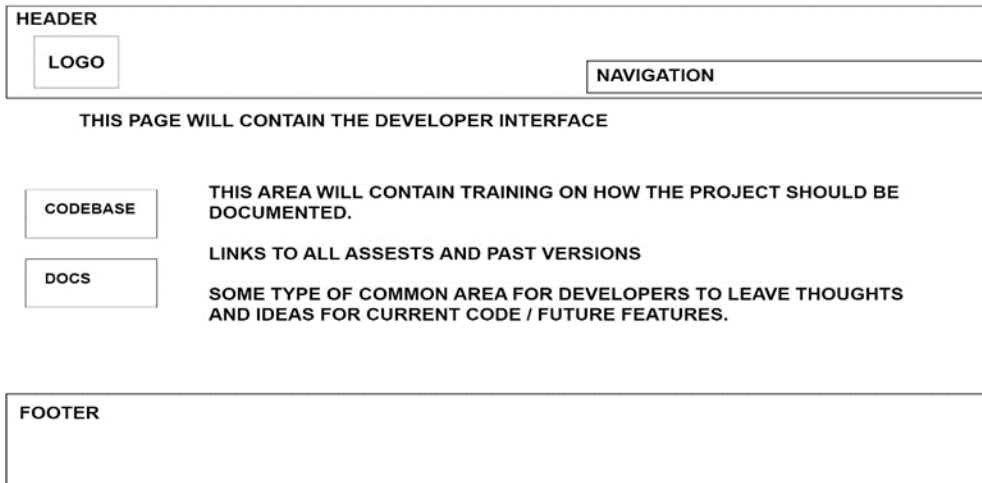 HEADER
LOGO
NAVIGATION
THIS PAGE WILL CONTAIN THE DEVELOPER INTERFACE
CODEBASE
DOCS
THIS AREA WILL CONTAIN TRAINING ON HOW THE PROJECT SHOULD BE
DOCUMENTED.
LINKS TO ALL ASSESTS AND PAST VERSIONS
SOME TYPE OF COMMON AREA FOR DEVELOPERS TO LEAVE THOUGHTS
AND IDEAS FOR CURRENT CODE / FUTURE FEATURES.
FOOTER